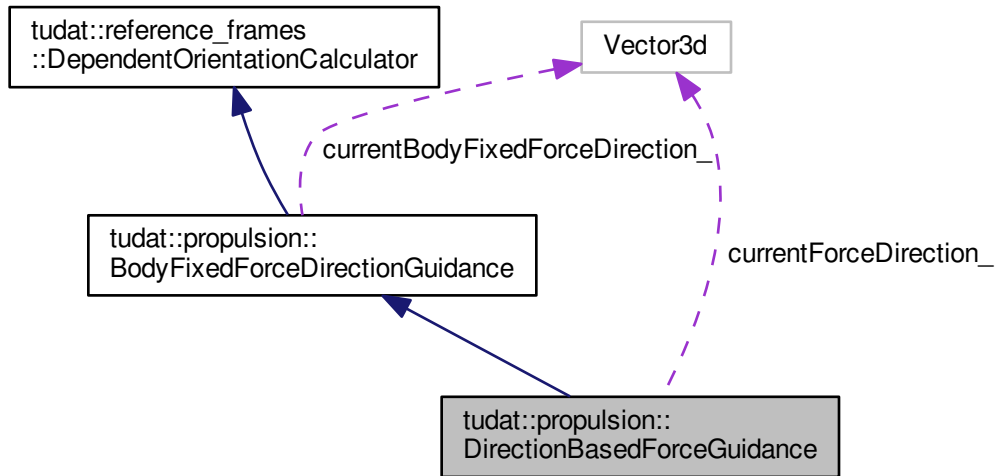 tudat::reference_frames
::DependentOrientationCalculator
Vector3d
currentBodyFixedForceDirection_
tudat::propulsion::
BodyFixedForceDirectionGuidance
currentForceDirection_
tudat::propulsion::
DirectionBasedForceGuidance